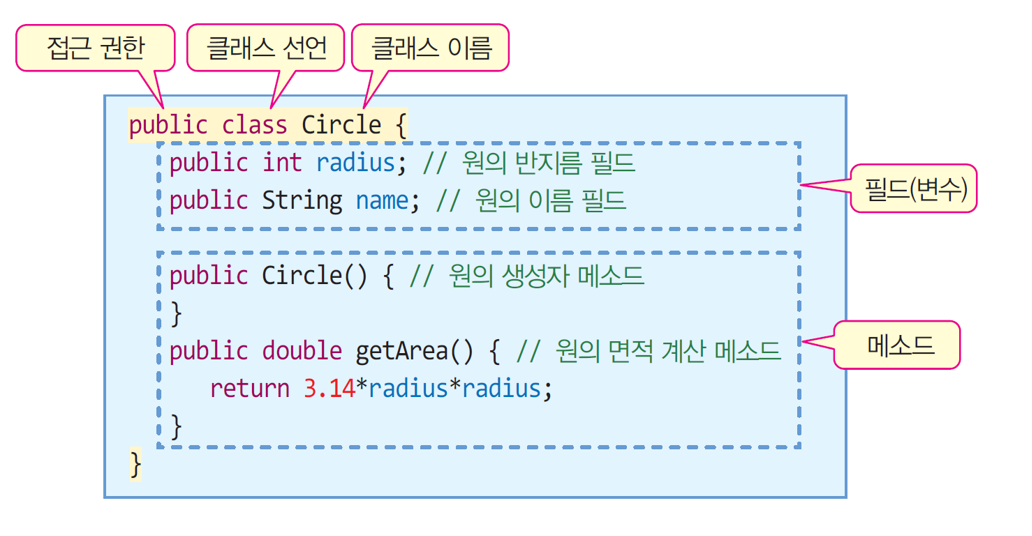 접근 권한
클래스 선언
클래스 이름
public class Circle {
public int radius; // 원의 반지름 필드
public String name; // 원의 이름 필드
필드(변수)
public Circle() { // 원의 생성자 메소드
}
public double getArea() { // 원의 면적 계산 메소드
return 3.14*radius*radius;
}
메소드
}